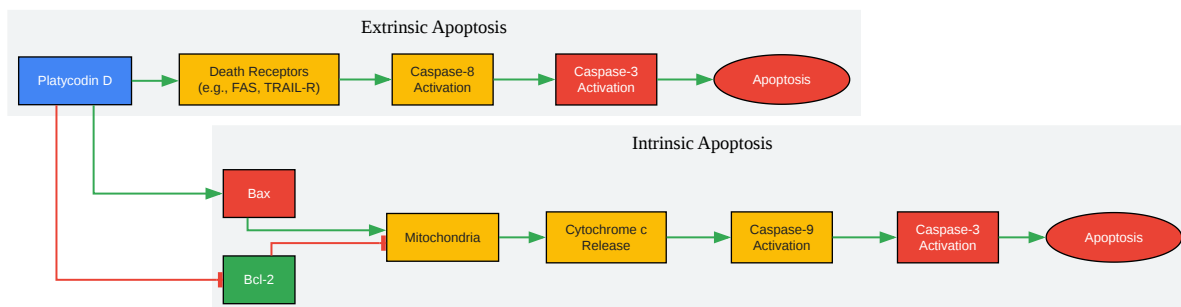 Extrinsic Apoptosis
Platycodin D
Death Receptors
(e.g., FAS, TRAIL-R)
Caspase-8
Activation
Caspase-3
Activation
Apoptosis
Intrinsic Apoptosis
Bax
Bcl-2
Mitochondria
Cytochrome c
Release
Caspase-9
Activation
Caspase-3
Activation
Apoptosis